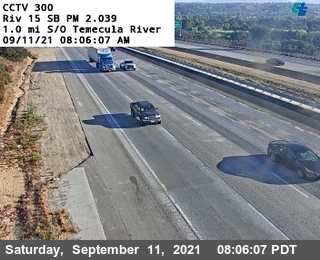 CCTV 300
Riv 15 SB PM 2.039
1.0 mi S/O Temecula River
09/11/21 08:06:07 AM
Saturday, September 11, 2021 08:06:07 PDT